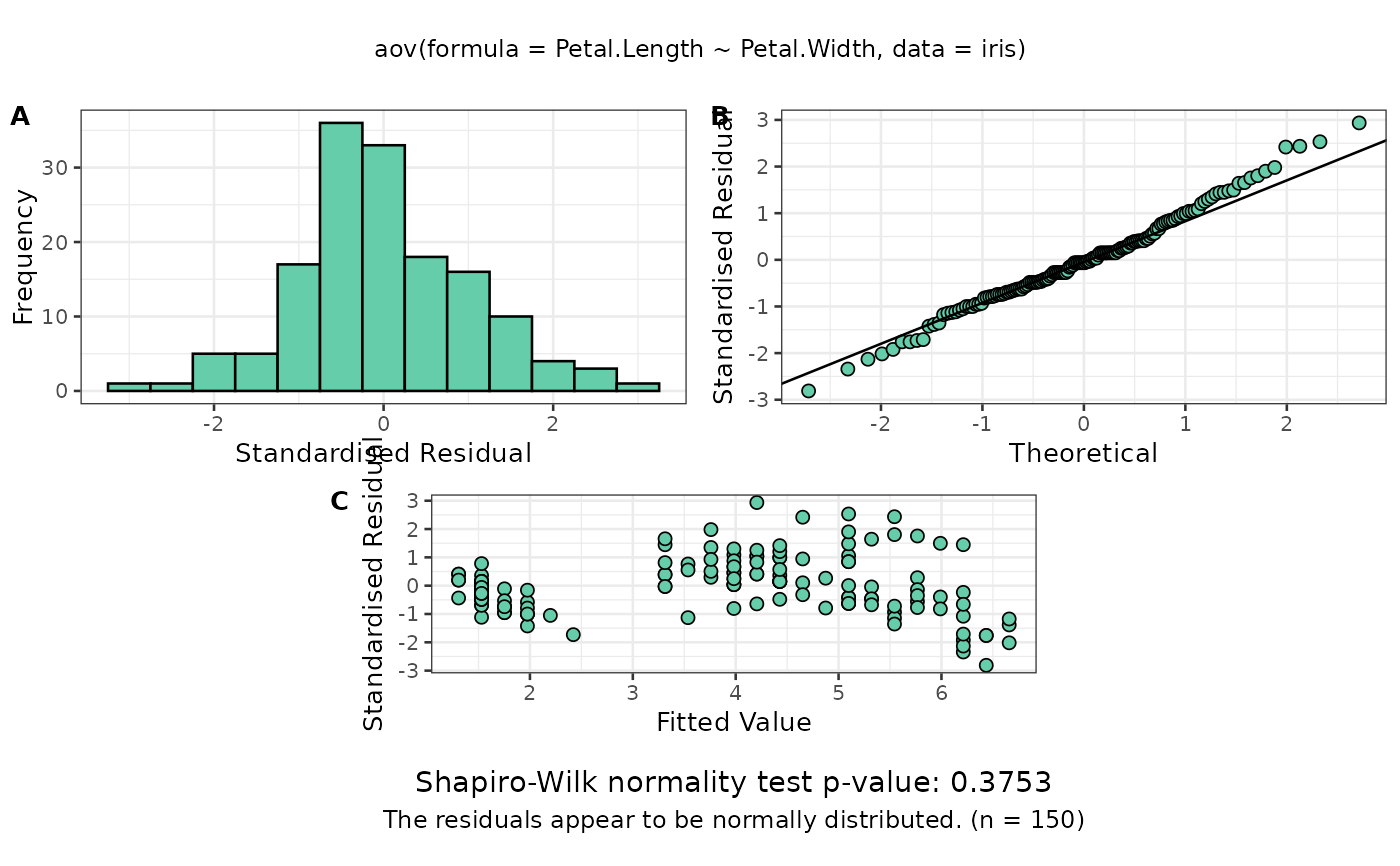 aov(formula = Petal.Length ~ Petal.Width, data = iris)
A
Frequency
30
20
10
0
-2
0
2
Standardised Residual
B
Standardised Residual
3
2
1
0
-1
-2
-3
-2
-1
0
1
2
Theoretical
C
Standardised Residual
3
2
1
0
-1
-2
-3
2
3
4
5
6
Fitted Value
Shapiro-Wilk normality test p-value: 0.3753
The residuals appear to be normally distributed. (n = 150)